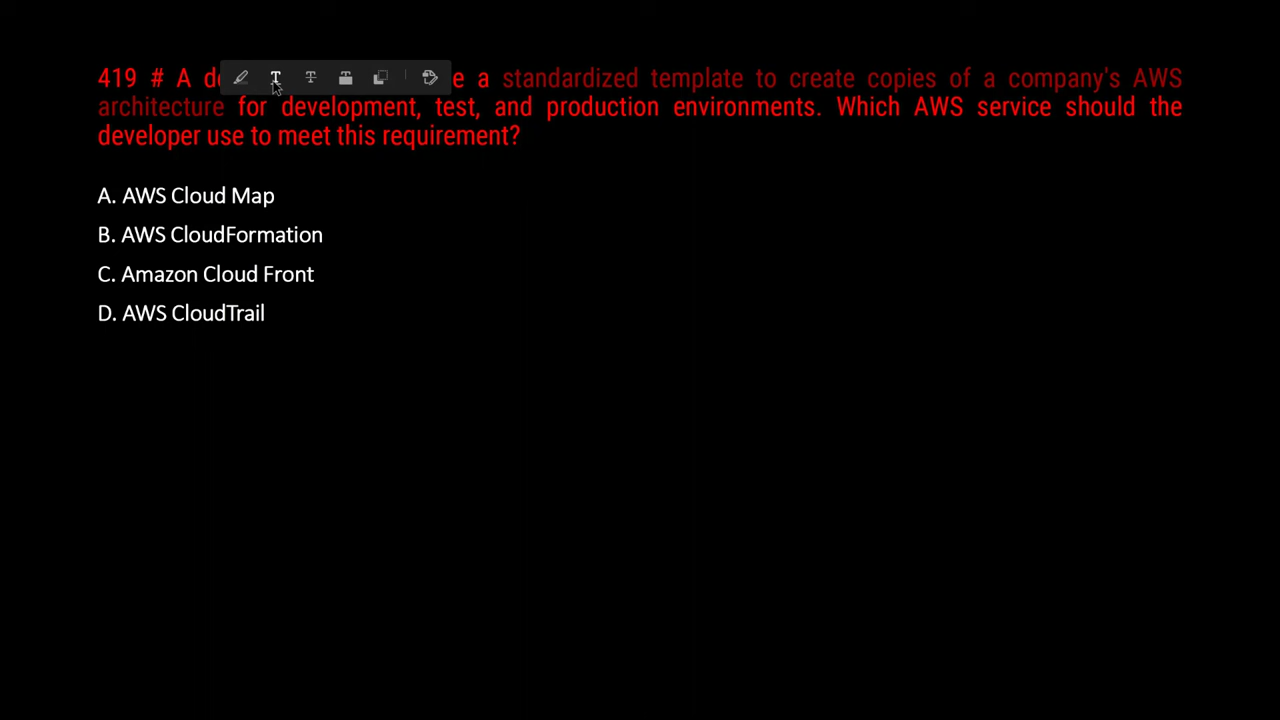 419 # A a standardized template to create copies of a company's AWS
architecture for development, test, and production environments. Which AWS service should the
developer use to meet this requirement?
A. AWS Cloud Map
B. AWS CloudFormation
C. Amazon Cloud Front
D. AWS CloudTrail